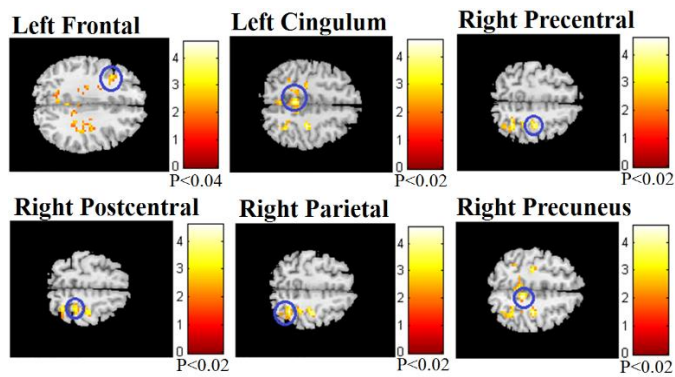 Left Frontal
4
3
2
1
0
P<0.04
Left Cingulum
4
3
2
1
0
P<0.02
Right Precentral
4
3
2
1
0
P<0.02
Right Postcentral
4
3
2
1
0
P<0.02
Right Parietal
4
3
2
1
0
P<0.02
Right Precuneus
4
3
2
1
0
P<0.02